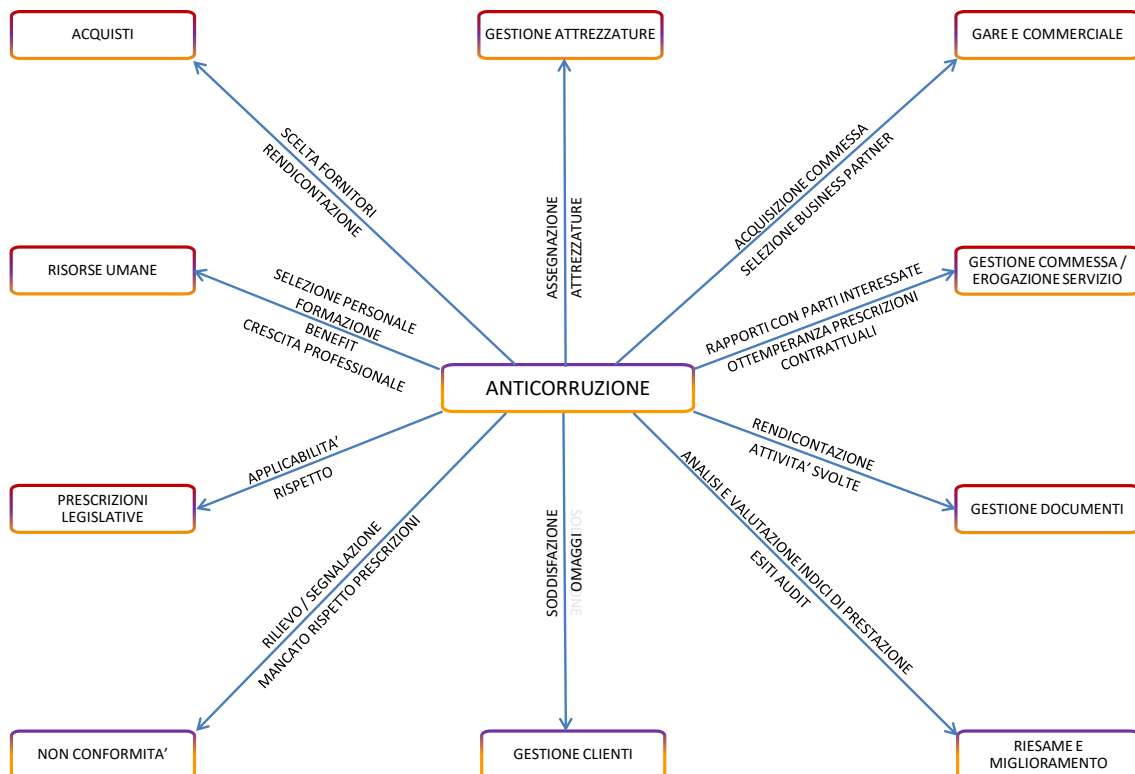 ACQUISTI
GESTIONE ATTREZZATURE
GARE E COMMERCIALE
SCELTA FORNITORI
RENDICONTAZIONE
ASSEGNAZIONE
ATTREZZATURE
ACQUISIZIONE COMMESSA
SELEZIONE BUSINESS PARTNER
RISORSE UMANE
SELEZIONE PERSONALE
FORMAZIONE
BENEFIT
CRESCITA PROFESSIONALE
RAPPORTI CON PARTI INTERESSATE
OTTEMPERANZA PRESCRIZIONI
CONTRATTUALI
GESTIONE COMMESSA /
EROGAZIONE SERVIZIO
ANTICORRUZIONE
APPLICABILITA’
RISPETTO
PRESCRIZIONI
LEGISLATIVE
RENDICONTAZIONE
ATTIVITA’ SVOLTE
GESTIONE DOCUMENTI
RILIEVO / SEGNALAZIONE
MANCATO RISPETTO PRESCRIZIONI
SODDISFAZIONE
OMAGGI
ANALISI E VALUTAZIONE INDICI DI PRESTAZIONE
ESITI AUDIT
NON CONFORMITA’
GESTIONE CLIENTI
RIESAME E
MIGLIORAMENTO